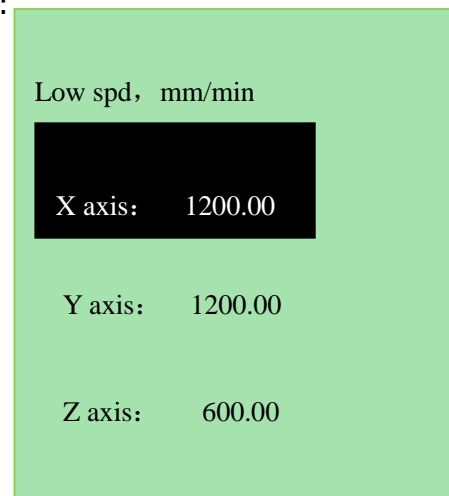 :
Low spd，mm/min
X axis： 1200.00
Y axis： 1200.00
Z axis： 600.00